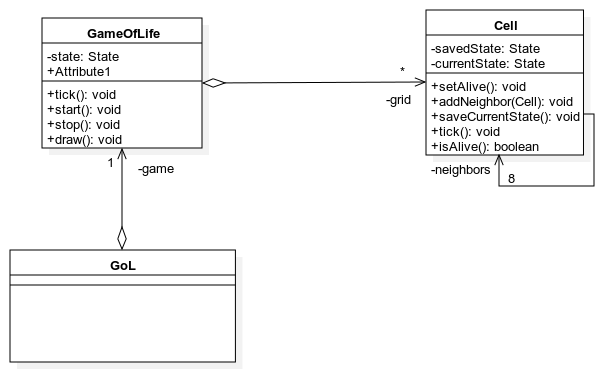 GameOfLife
-state: State
+Attribute1
+tick(): void
+start(): void
+stop(): void
+draw(): void
Cell
-savedState: State
-currentState: State
+setAlive(): void
+addNeighbor(Cell): void
+saveCurrentState(): void
+tick(): void
+isAlive(): boolean
*
-grid
1
-game
-neighbors
8
GoL